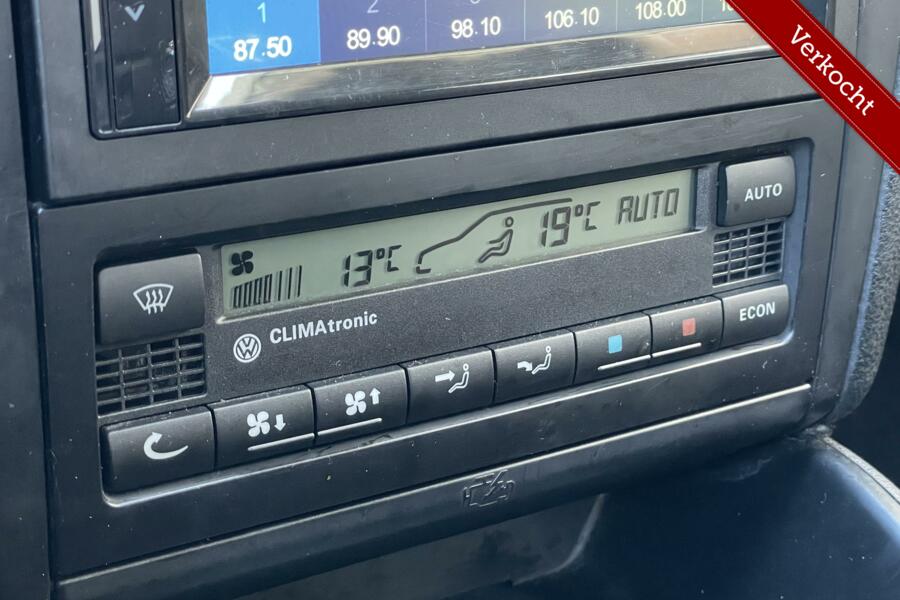 1
2
87.50
89.90
98.10
106.10
108.00
Verkocht
13°C
19°C AUTO
AUTO
CLIMAtronic
ECON